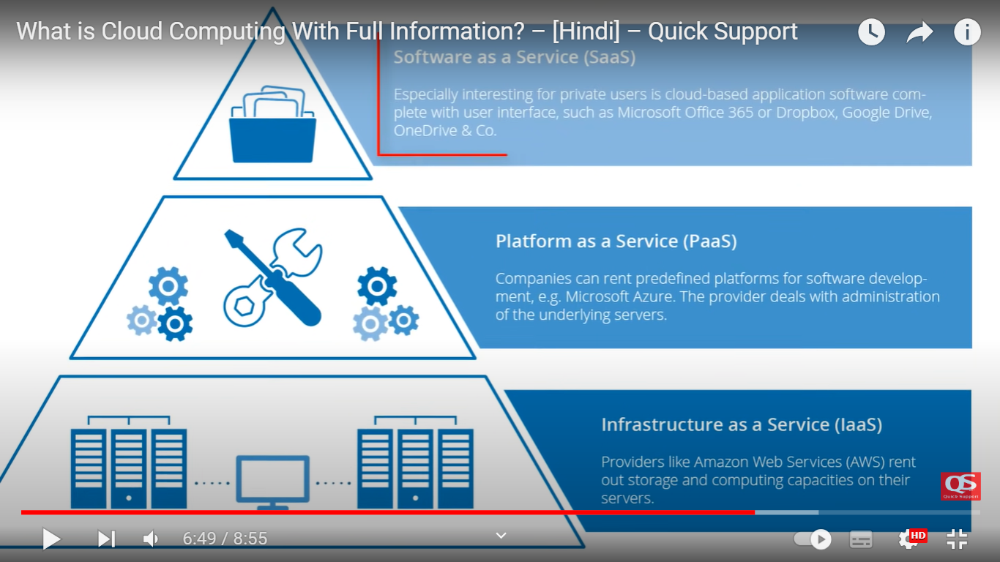 What is Cloud Computing With Full Information? – [Hindi] – Quick Support
Software as a Service (SaaS)
Especially interesting for private users is cloud-based application software com-
plete with user interface, such as Microsoft Office 365 or Dropbox, Google Drive,
OneDrive & Co.
Platform as a Service (PaaS)
Companies can rent predefined platforms for software develop-
ment, e.g. Microsoft Azure. The provider deals with administration
of the underlying servers.
Infrastructure as a Service (IaaS)
Providers like Amazon Web Services (AWS) rent
out storage and computing capacities on their
servers.
QS
Quick Support
6:49 / 8:55
HD